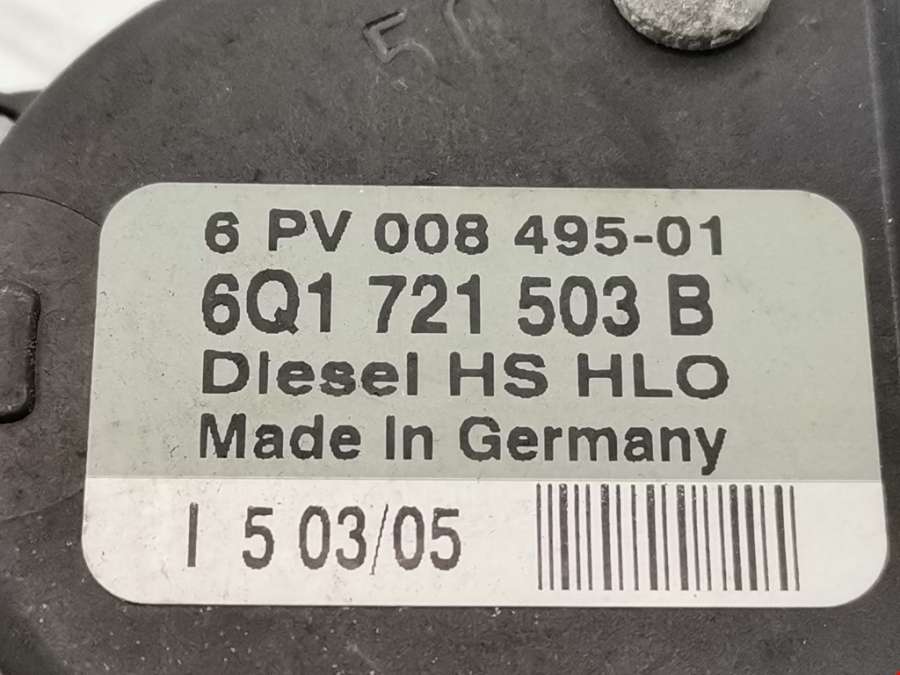 6 PV 008 495-01
6Q1 721 503 B
Diesel HS HLO
Made In Germany
I 5 03/05